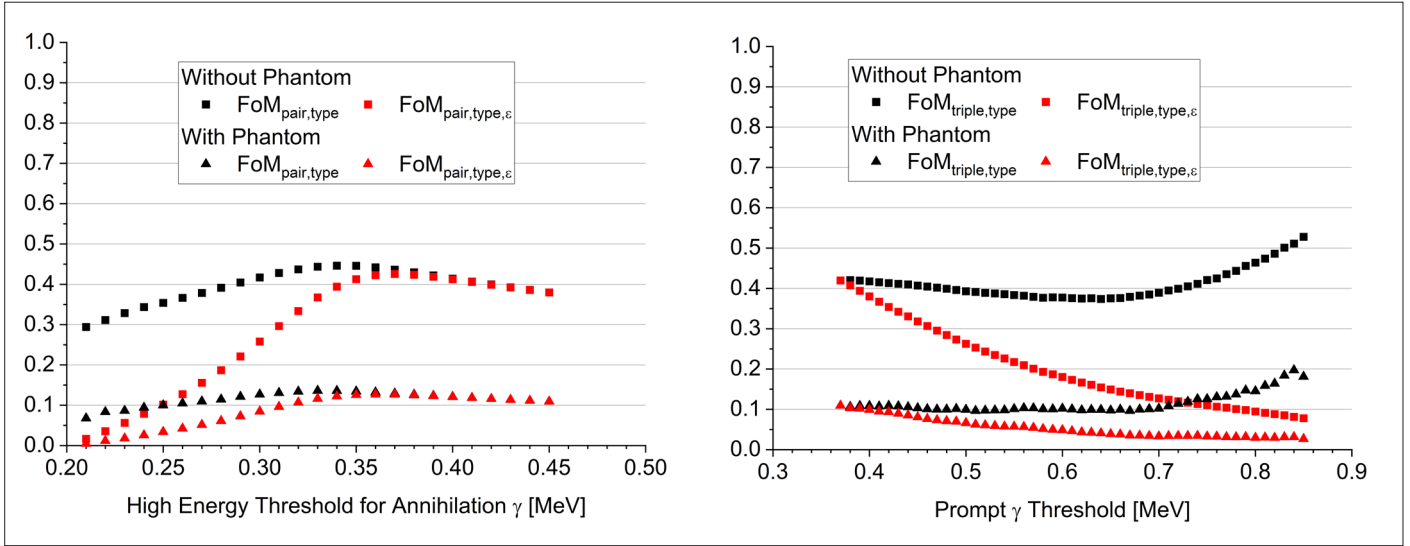 1.0
0.9
0.8
0.7
0.6
0.5
0.4
0.3
0.2
0.1
0.0
0.20 0.25 0.30 0.35 0.40 0.45 0.50
High Energy Threshold for Annihilation γ [MeV]
Without Phantom
FoMpair,type FoMpair,type,ε
With Phantom
FoMpair,type FoMpair,type,ε
1.0
0.9
0.8
0.7
0.6
0.5
0.4
0.3
0.2
0.1
0.0
0.3 0.4 0.5 0.6 0.7 0.8 0.9
Prompt γ Threshold [MeV]
Without Phantom
FoMtriple,type FoMtriple,type,ε
With Phantom
FoMtriple,type FoMtriple,type,ε